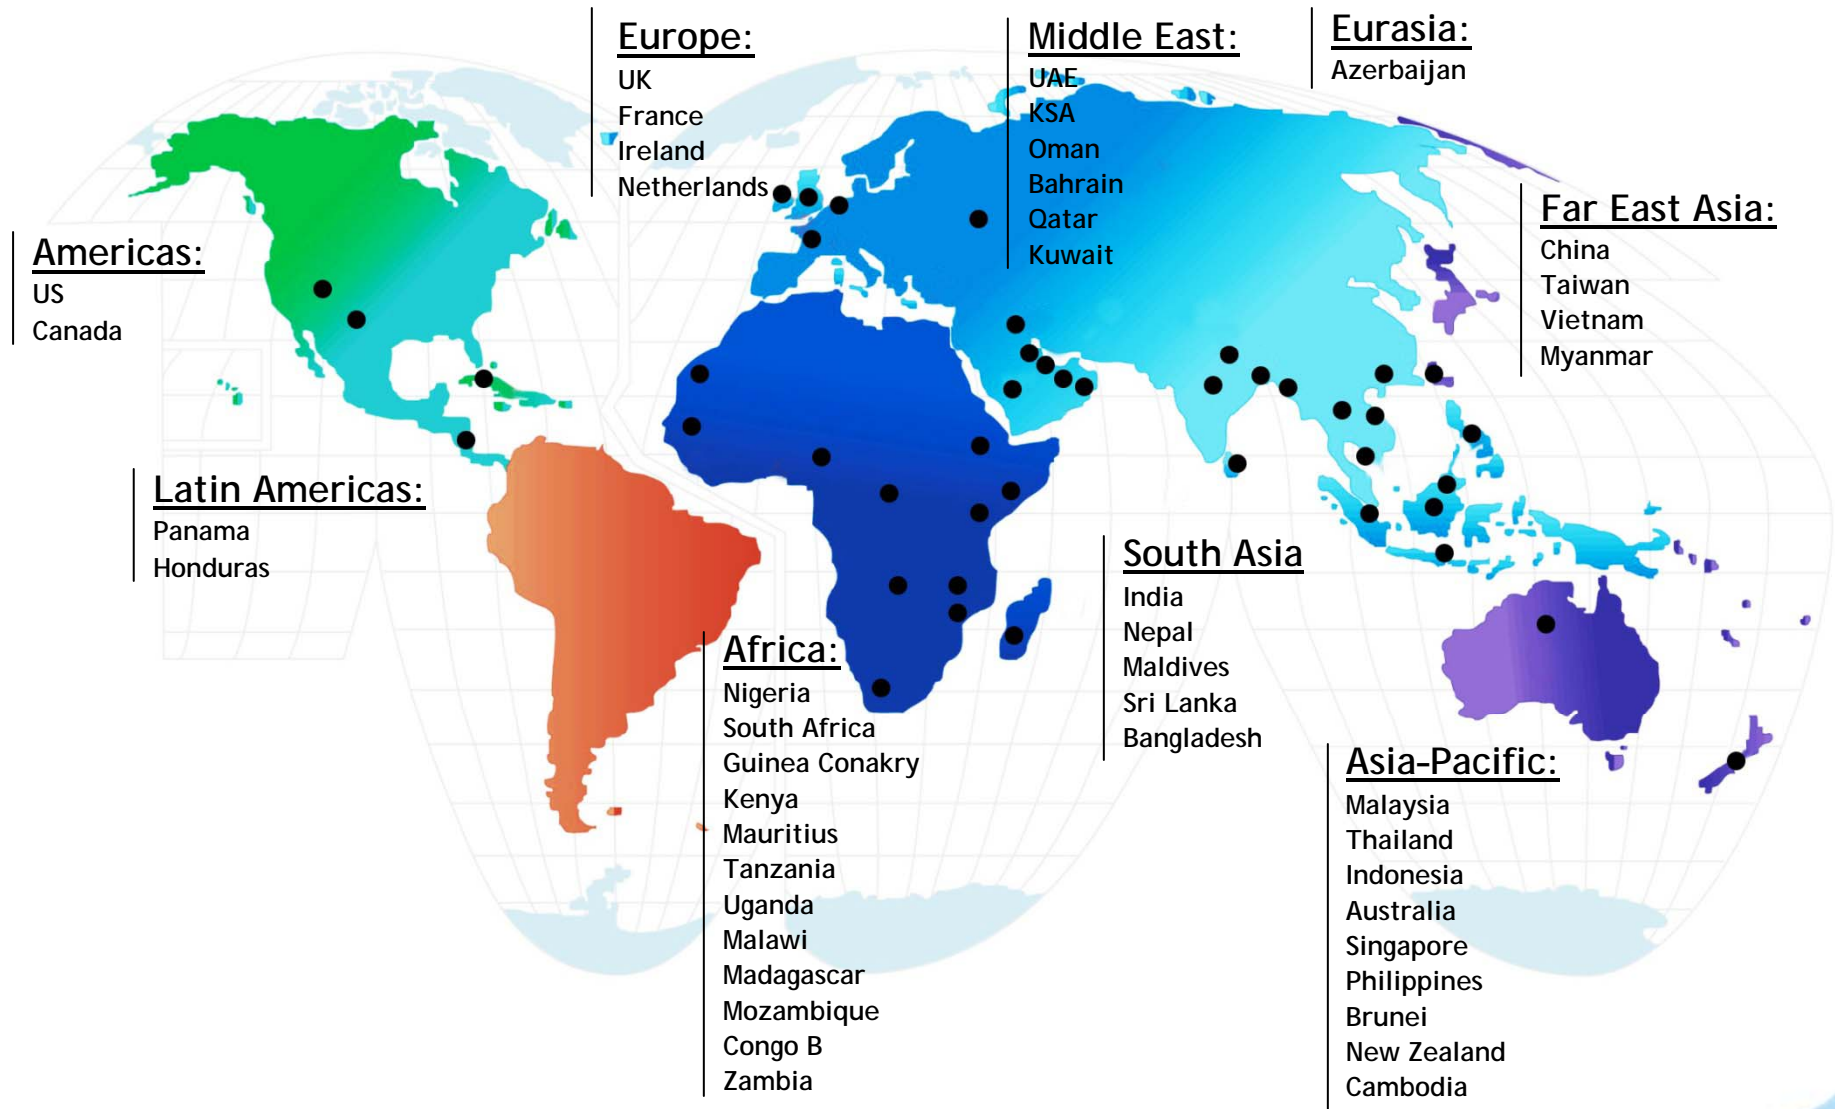 Europe:
UK
France
Ireland
Netherlands
Middle East:
UAE
KSA
Oman
Bahrain
Qatar
Kuwait
Eurasia:
Azerbaijan
Far East Asia:
China
Taiwan
Vietnam
Myanmar
Americas:
US
Canada
Latin Americas:
Panama
Honduras
Africa:
Nigeria
South Africa
Guinea Conakry
Kenya
Mauritius
Tanzania
Uganda
Malawi
Madagascar
Mozambique
Congo B
Zambia
South Asia
India
Nepal
Maldives
Sri Lanka
Bangladesh
Asia-Pacific:
Malaysia
Thailand
Indonesia
Australia
Singapore
Philippines
Brunei
New Zealand
Cambodia